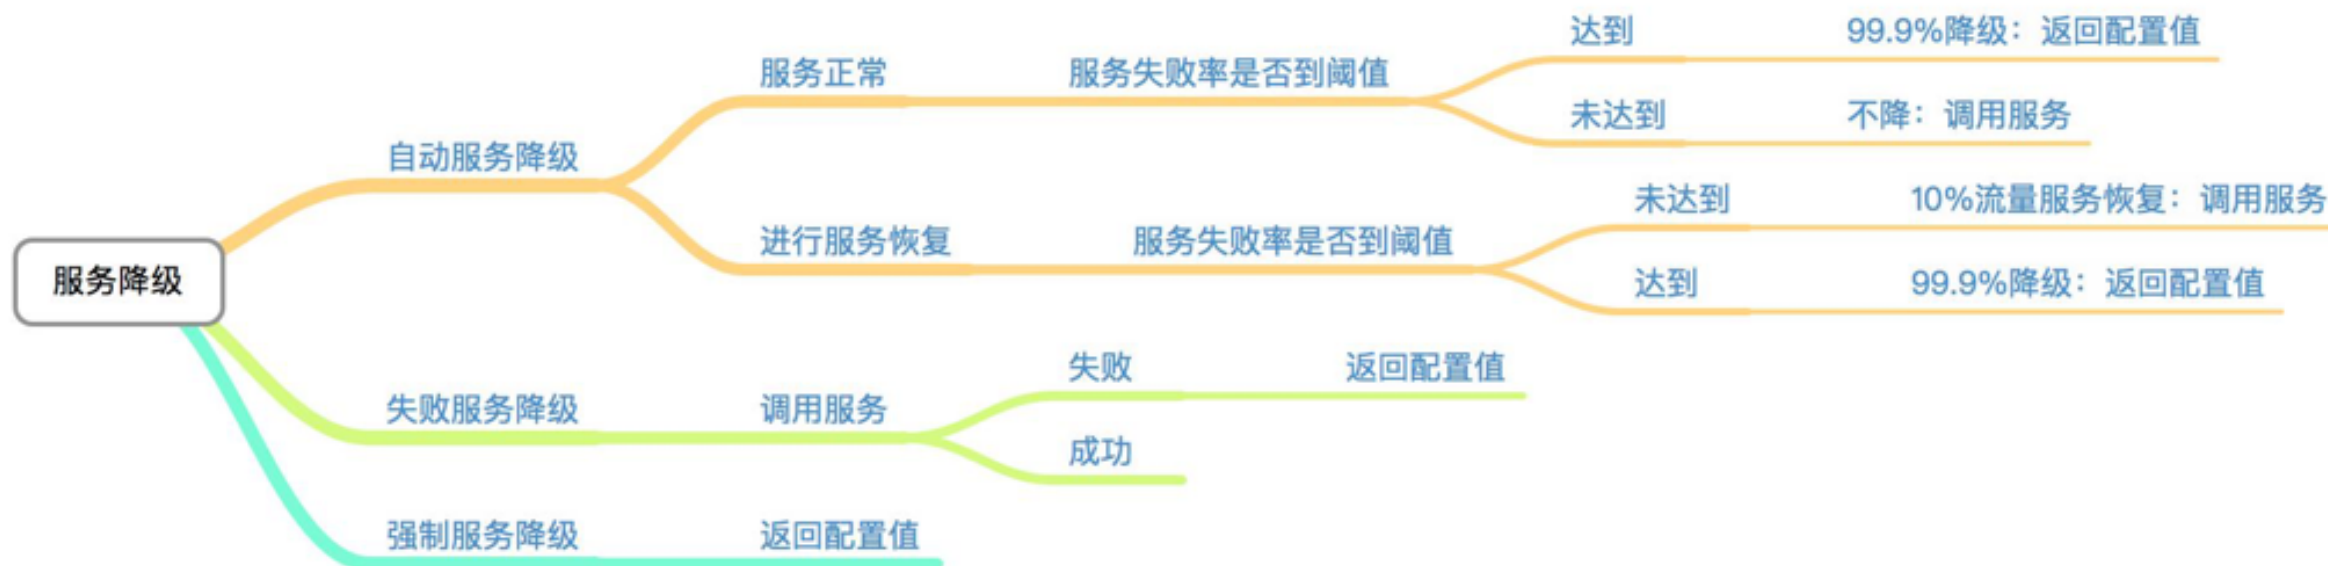 服务降级
自动服务降级
服务正常
服务失败率是否到阈值
达到
99.9%降级：返回配置值
未达到
不降：调用服务
进行服务恢复
服务失败率是否到阈值
未达到
10%流量服务恢复：调用服务
达到
99.9%降级：返回配置值
失败服务降级
调用服务
失败
返回配置值
成功
强制服务降级
返回配置值